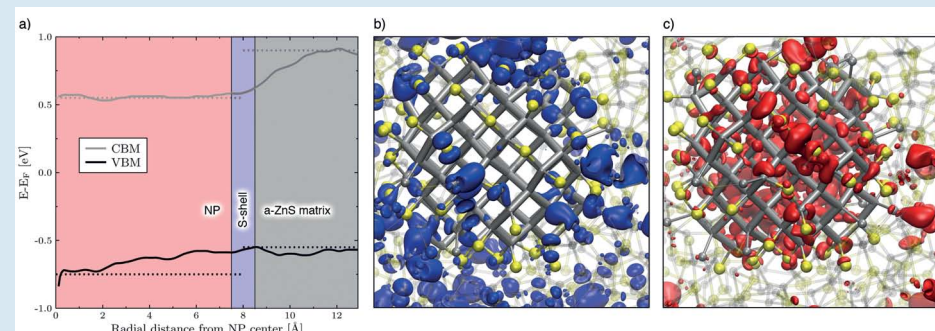 a)
b)
c)
1.0
0.5
0.0
-0.5
-1.0
E-E_F [eV]
CBM
VBM
NP
S-shell
a-ZnS matrix
0 2 4 6 8 10 12
Radial distance from NP center [Å]